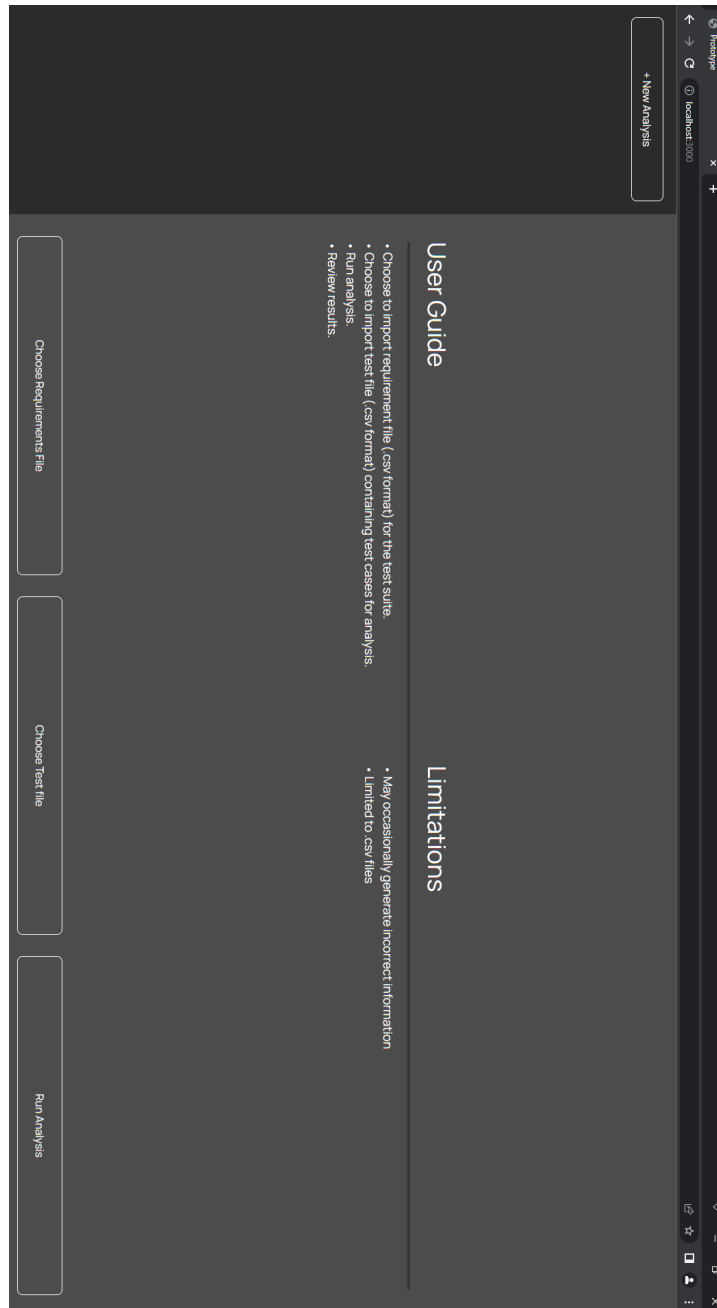 Prototype
localhost:3000
+ New Analysis
User Guide
• Choose to import requirement file (.csv format) for the test suite.
• Choose to import test file (.csv format) containing test cases for analysis.
• Run analysis.
• Review results.
Limitations
• May occasionally generate incorrect information
• Limited to .csv files
Choose Requirements File
Choose Test file
Run Analysis